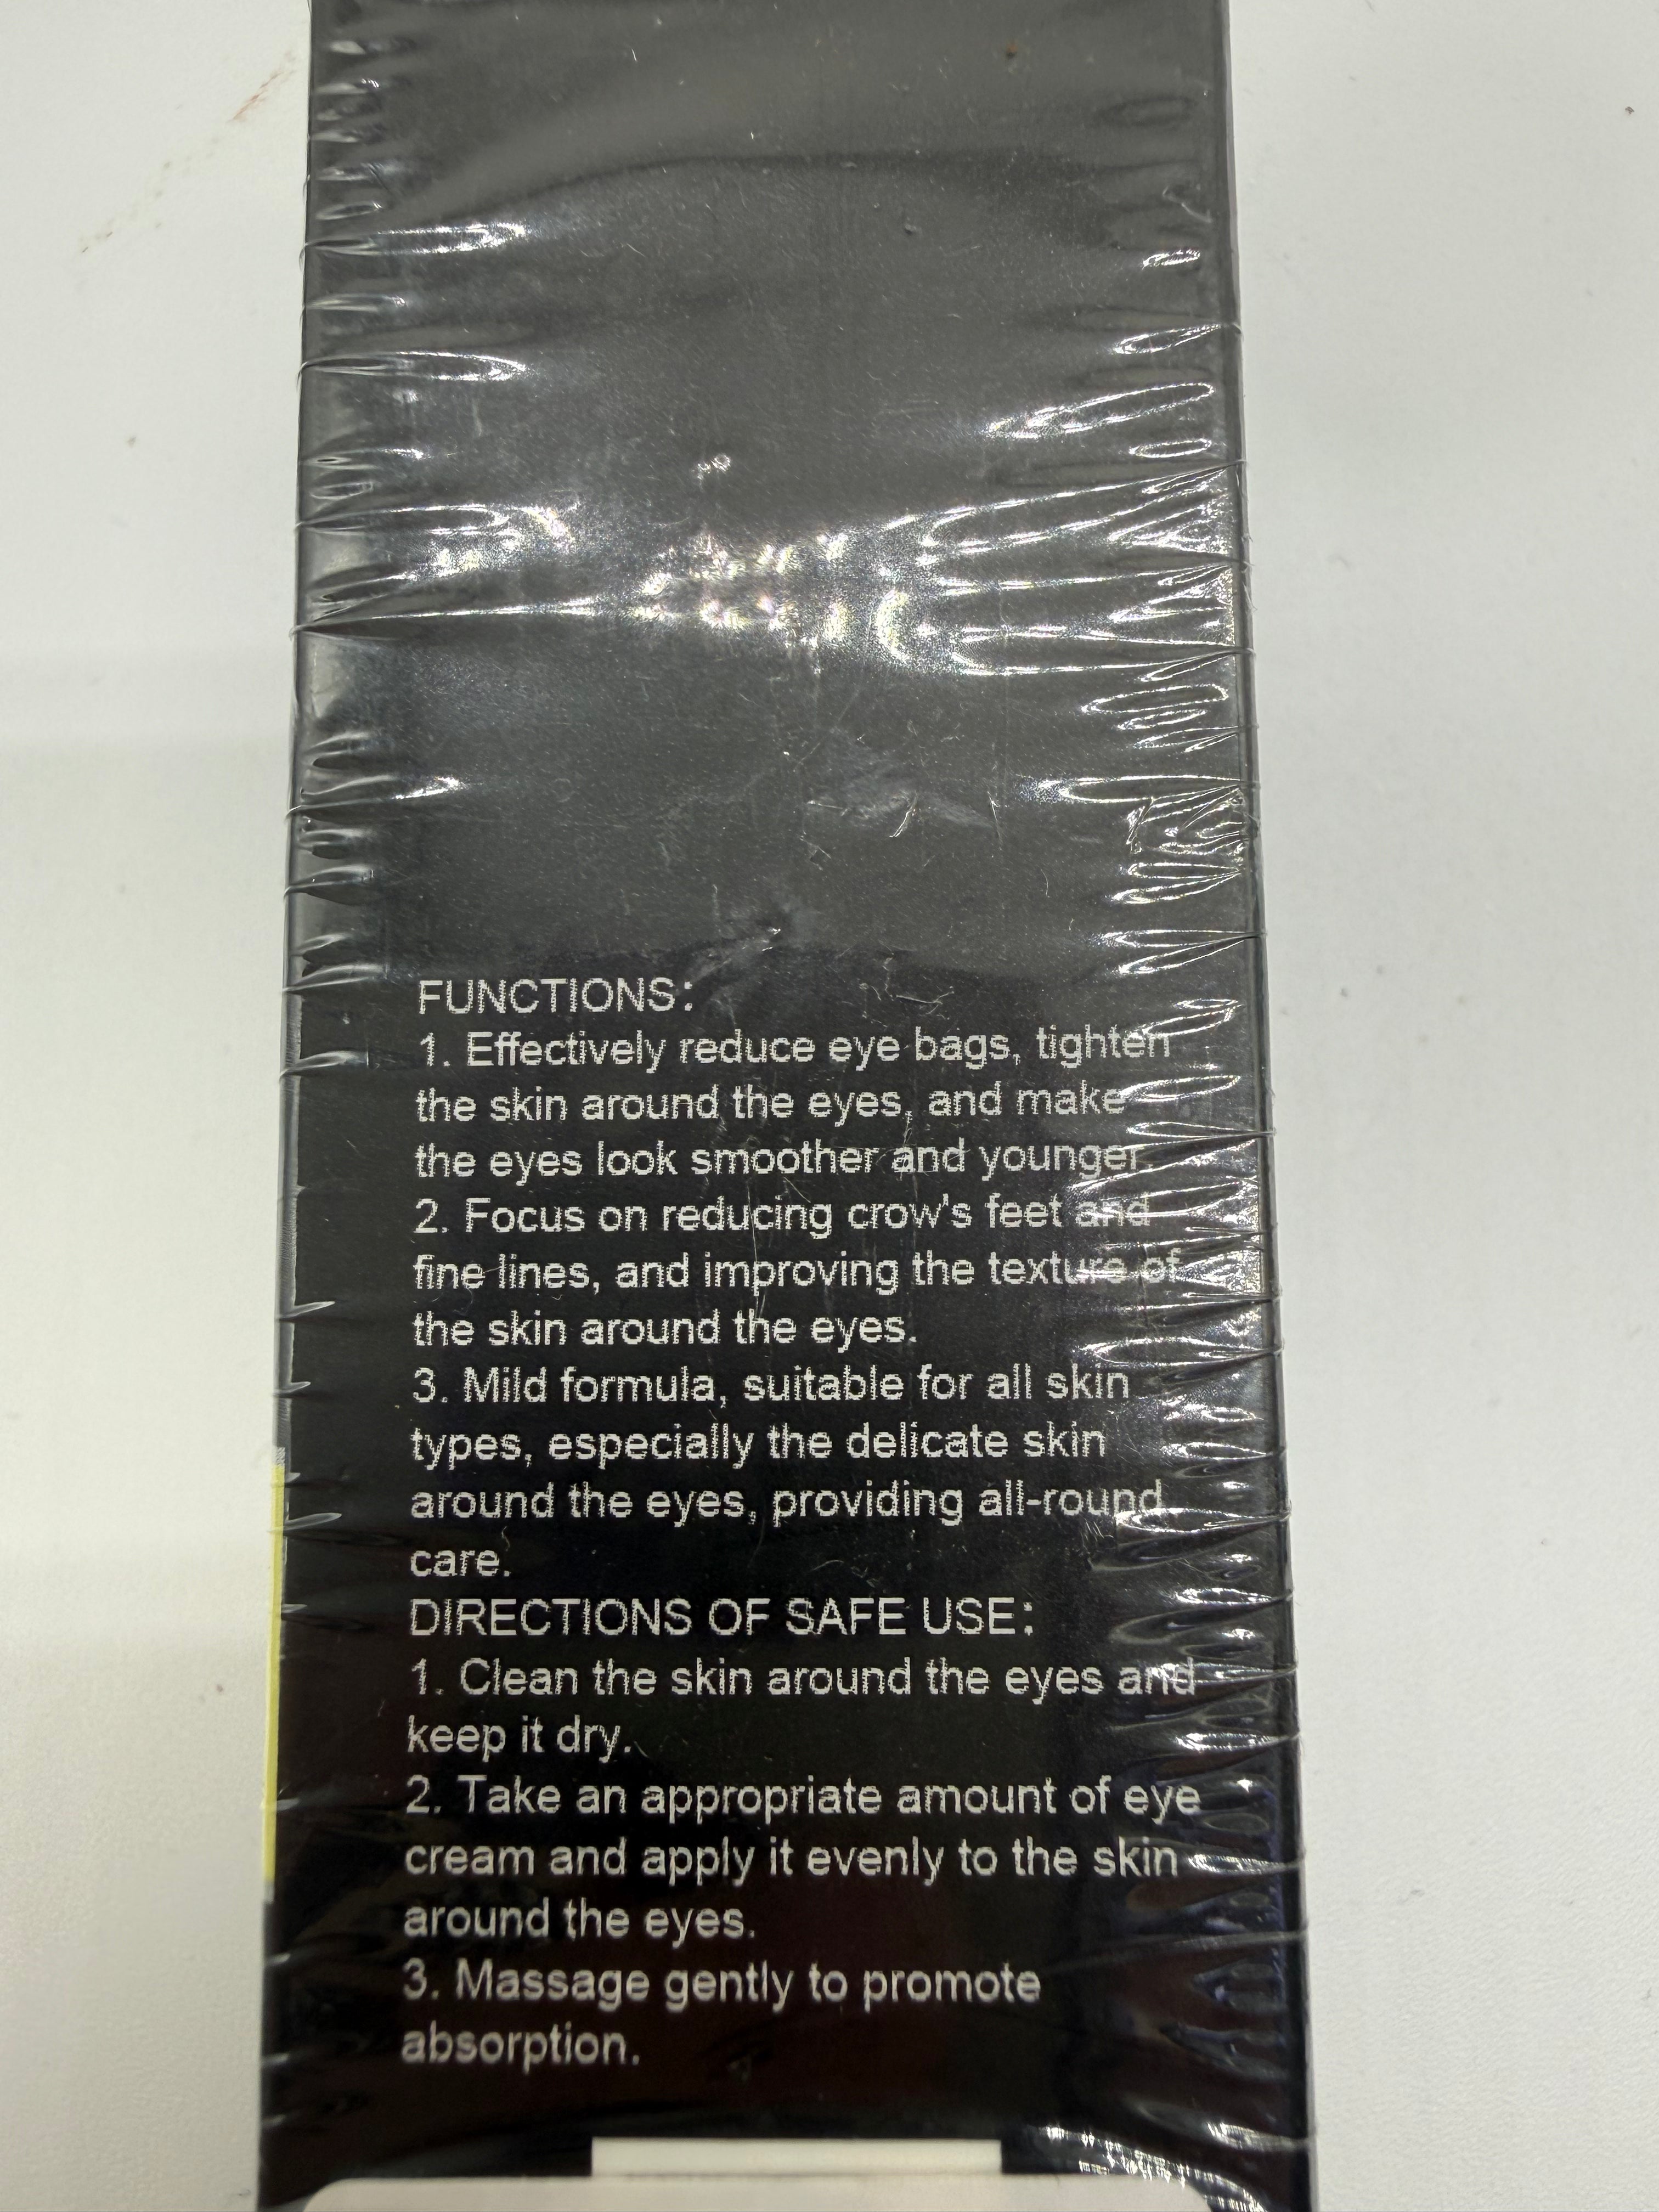 FUNCTIONS:
1. Effectively reduce eye bags, tighten
the skin around the eyes, and make
the eyes look smoother and younger.
2. Focus on reducing crow's feet and
fine lines, and improving the texture of
the skin around the eyes.
3. Mild formula, suitable for all skin
types, especially the delicate skin
around the eyes, providing all-round
care.
DIRECTIONS OF SAFE USE:
1. Clean the skin around the eyes and
keep it dry.
2. Take an appropriate amount of eye
cream and apply it evenly to the skin
around the eyes.
3. Massage gently to promote
absorption.